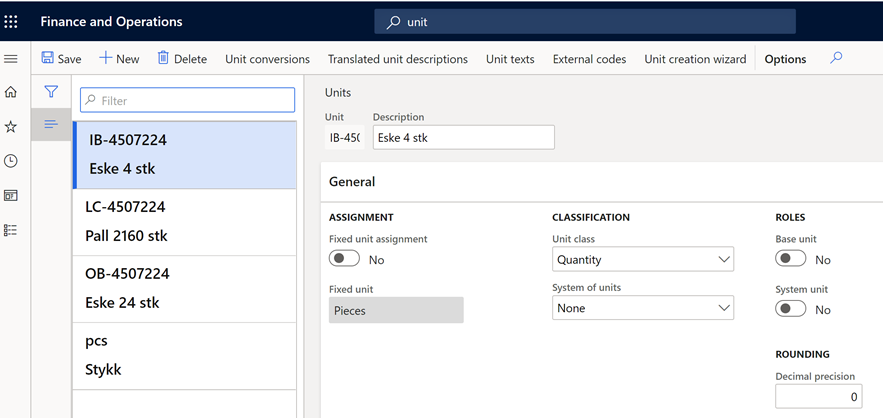 Finance and Operations
unit
Save New Delete Unit conversions Translated unit descriptions Unit texts External codes Unit creation wizard Options
Filter
IB-4507224
Eske 4 stk
LC-4507224
Pall 2160 stk
OB-4507224
Eske 24 stk
pcs
Stykk
Units
Unit Description
IB-450 Eske 4 stk
General
ASSIGNMENT CLASSIFICATION ROLES
Fixed unit assignment Unit class Base unit
No Quantity No
Fixed unit System of units System unit
Pieces None No
ROUNDING
Decimal precision
0